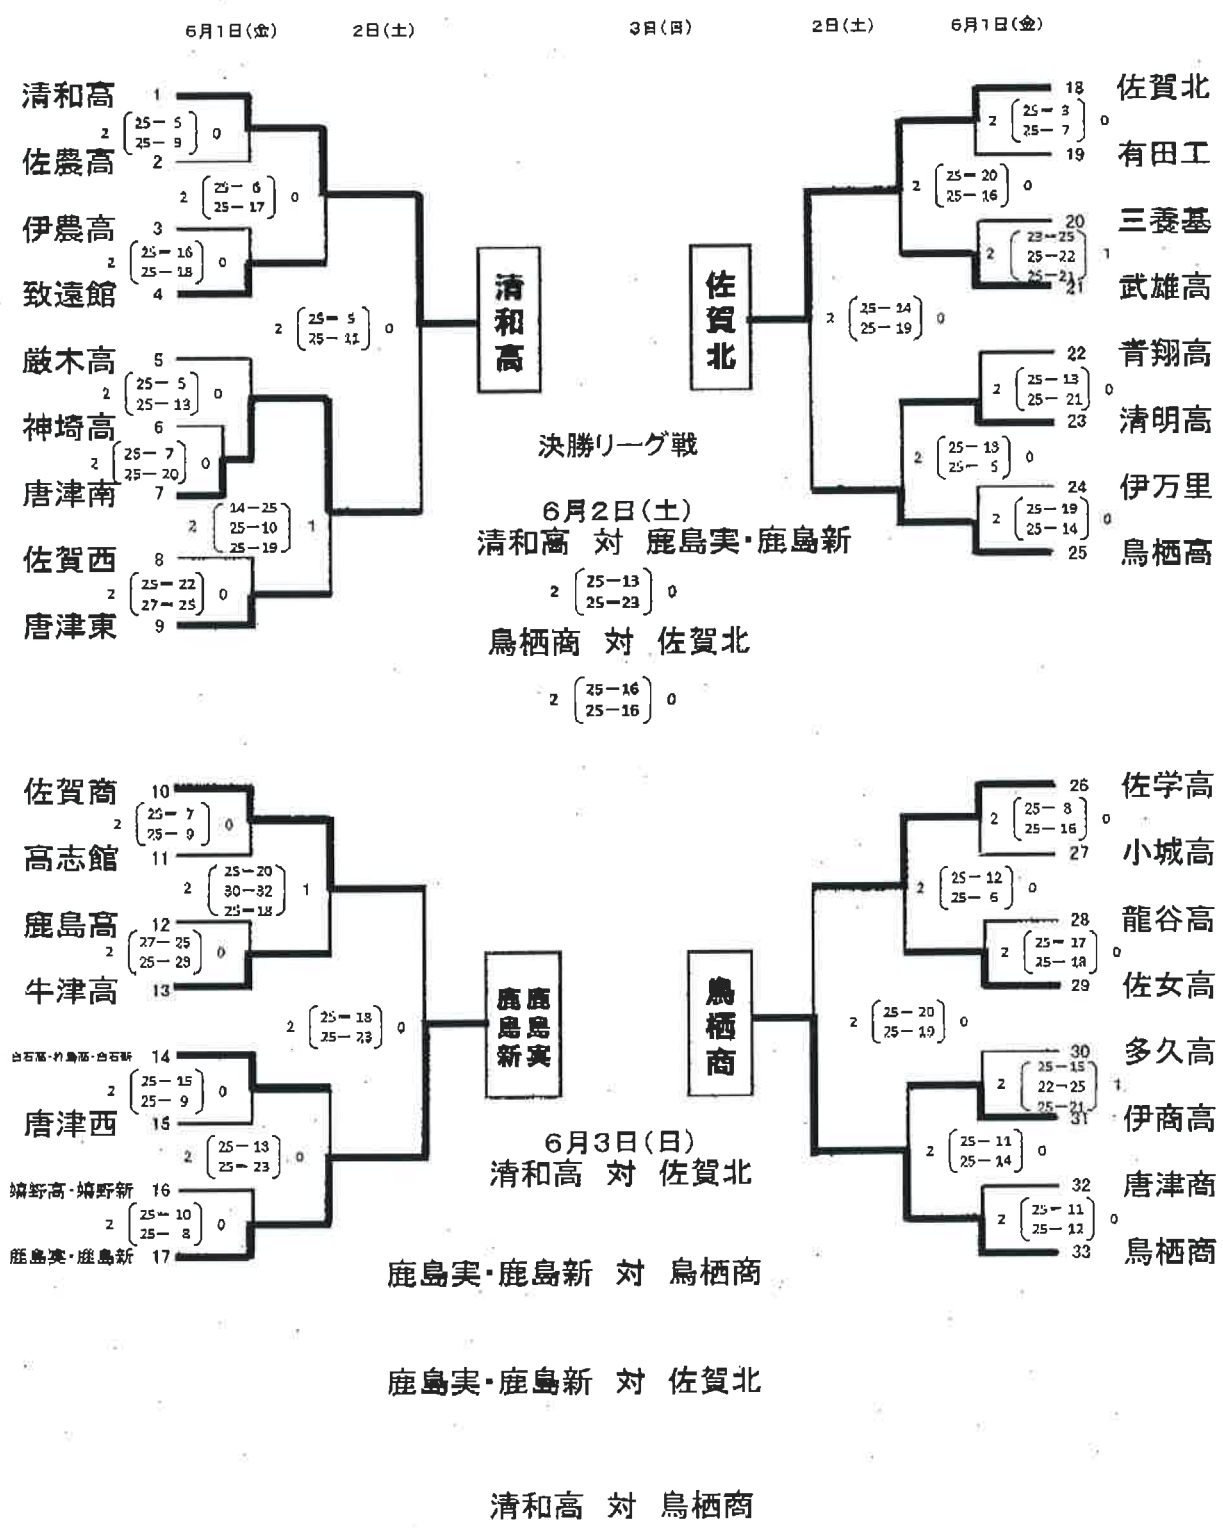 6月1日(金) 2日(土) 3日(日) 2日(土) 6月1日(金)
清和高 1
2 25－5 0
25－9
佐農高 2
2 25－6 0
25－17
伊農高 3
2 25－16 0
25－18
致遠館 4
2 25－5 0
25－11
厳木高 5
2 25－5 0
25－13
神埼高 6
2 25－7 0
25－20
唐津南 7
2 14－25 1
25－10
25－19
佐賀西 8
2 25－22 0
27－25
唐津東 9
清和高
佐賀北
18 佐賀北
2 25－3 0
25－7
19 有田工
2 25－20 0
25－16
20 三養基
2 23－25 1
25－22
25－21
21 武雄高
2 25－14 0
25－19
22 青翔高
2 25－13 0
25－21
23 清明高
2 25－13 0
25－5
24 伊万里
2 25－19 0
25－14
25 鳥栖高
決勝リーグ戦
6月2日(土)
清和高 対 鹿島実・鹿島新
2 25－13 0
25－23
鳥栖商 対 佐賀北
2 25－16 0
25－16
佐賀商 10
2 25－7 0
25－9
高志館 11
2 25－20 1
30－32
25－18
鹿島高 12
2 27－25 0
25－23
牛津高 13
2 25－18 0
25－23
14
2 25－15 0
25－9
唐津西 15
2 25－13 0
25－23
嬉野高・嬉野新 16
2 25－10 0
25－8
鹿島実・鹿島新 17
鹿島実
鹿島新
鳥栖商
26 佐学高
2 25－8 0
25－16
27 小城高
2 25－12 0
25－6
28 龍谷高
2 25－17 0
25－18
29 佐女高
2 25－20 0
25－19
30 多久高
2 25－15 1
22－25
25－21
31 伊商高
2 25－11 0
25－14
32 唐津商
2 25－11 0
25－12
33 鳥栖商
6月3日(日)
清和高 対 佐賀北
鹿島実・鹿島新 対 鳥栖商
鹿島実・鹿島新 対 佐賀北
清和高 対 鳥栖商